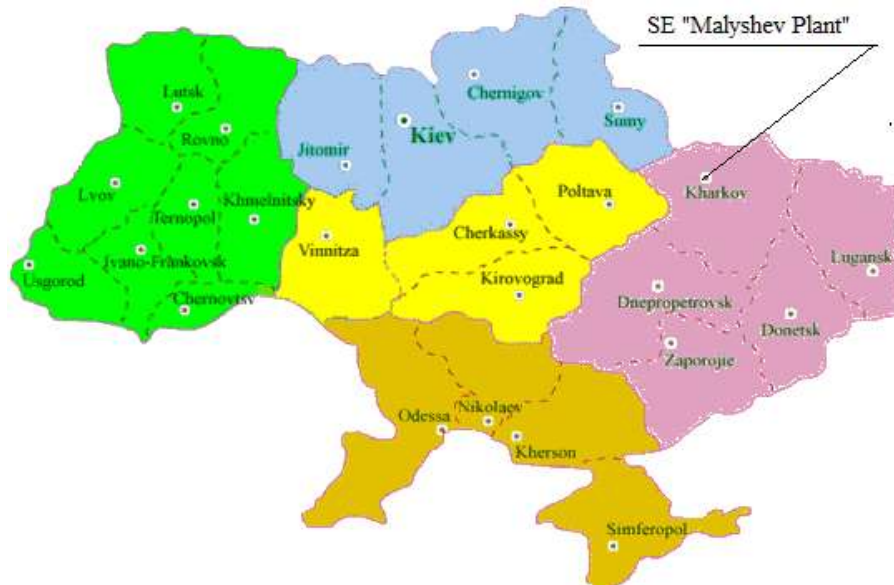 SE "Malyshev Plant"
Chernigov
Lutsk
Sumy
Rovno
Kiev
Jitomir
Kharkov
Lvov
Khmelnitsky
Poltava
Ternopol
Cherkassy
Vinnitza
Lugansk
Ivano-Frankovsk
Usgorod
Kirovograd
Chernovtsy
Dnepropetrovsk
Donetsk
Zaporojie
Nikolaev
Odessa
Kherson
Simferopol